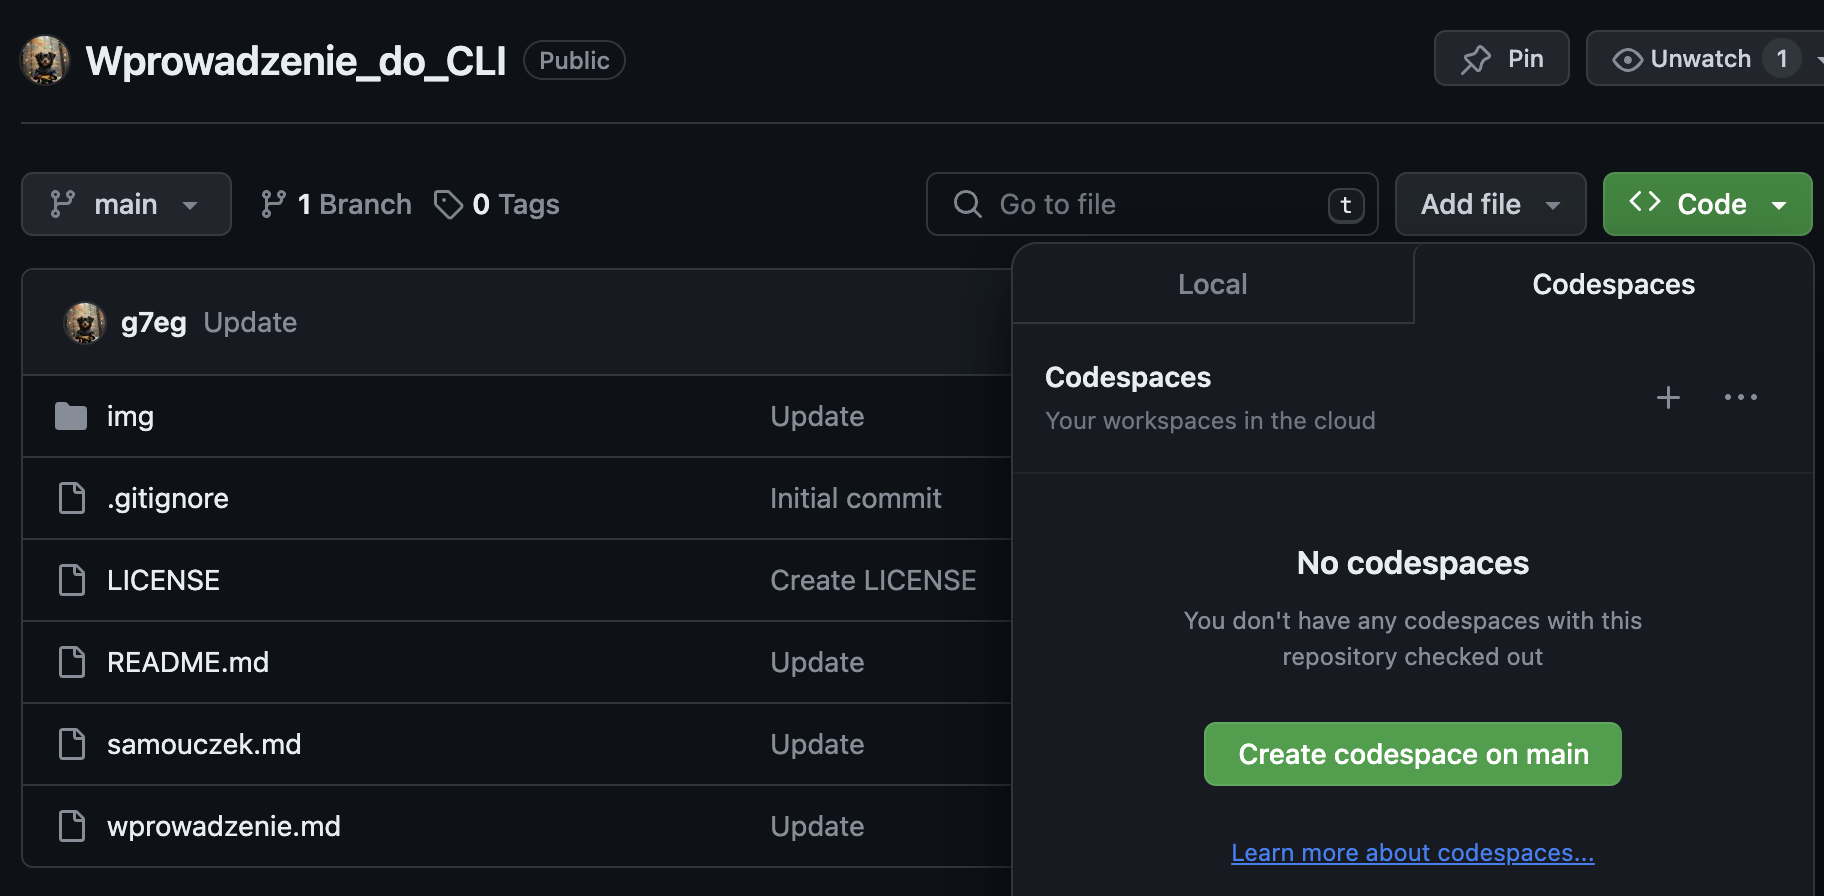 Wprowadzenie_do_CLI Public Pin Unwatch 1
main 1 Branch 0 Tags Go to file t Add file Code
Local Codespaces
g7eg Update
Codespaces
Your workspaces in the cloud
img Update
.gitignore Initial commit
No codespaces
LICENSE Create LICENSE
You don't have any codespaces with this
repository checked out
README.md Update
samouczek.md Update
Create codespace on main
wprowadzenie.md Update
Learn more about codespaces...